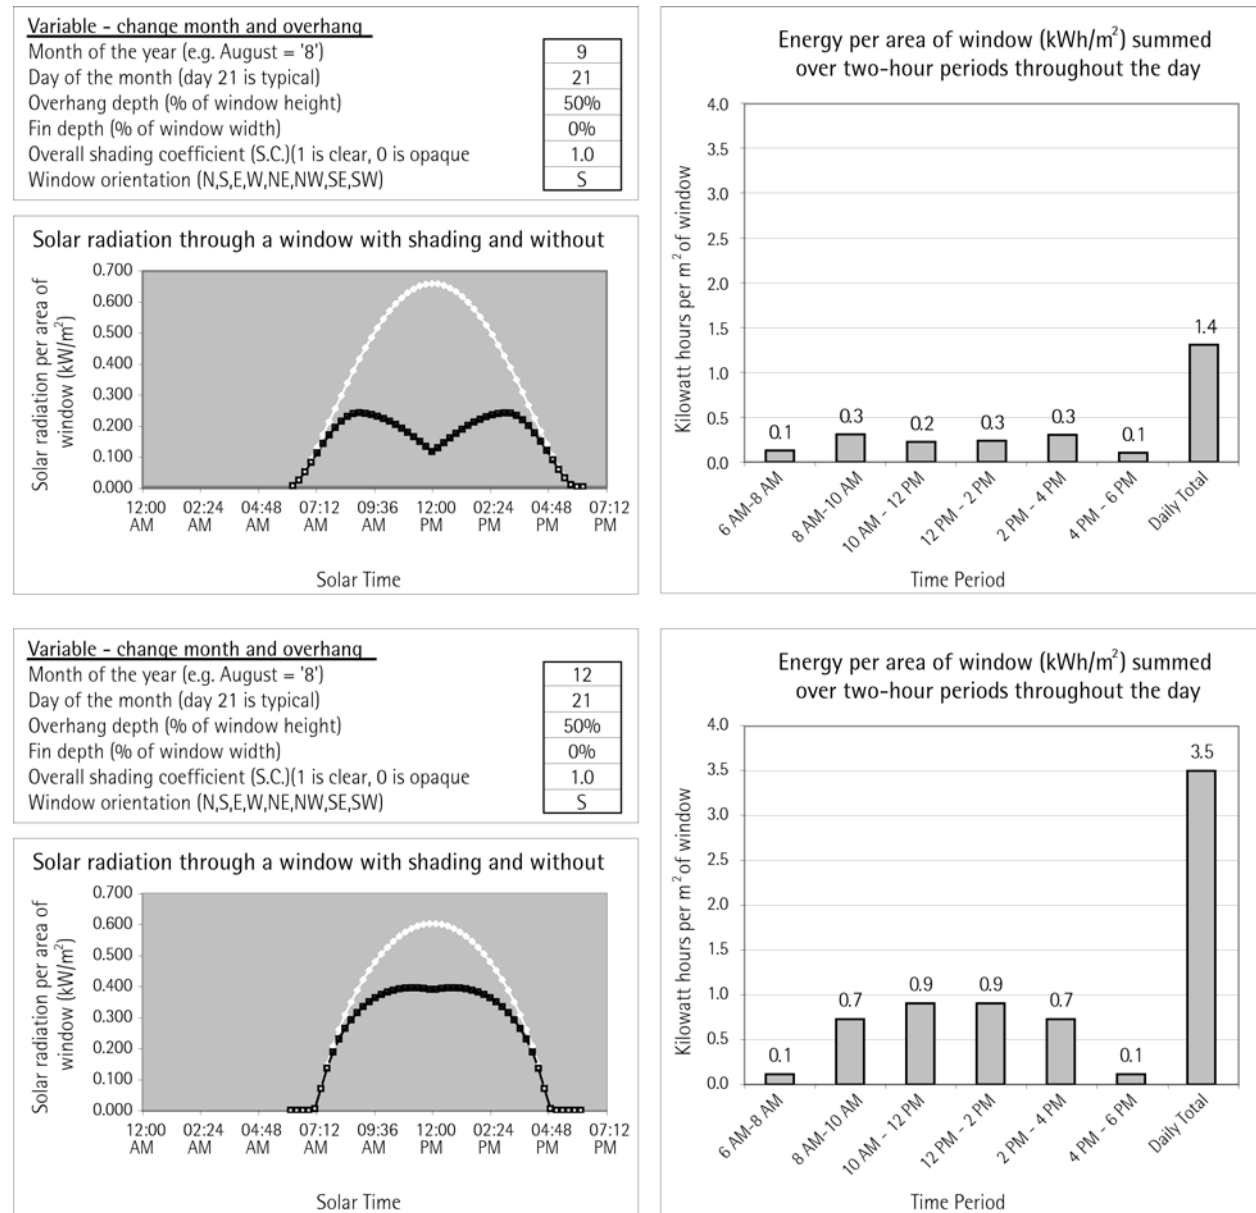 Variable - change month and overhang
Month of the year (e.g. August = '8') 9
Day of the month (day 21 is typical) 21
Overhang depth (% of window height) 50%
Fin depth (% of window width) 0%
Overall shading coefficient (S.C.)(1 is clear, 0 is opaque 1.0
Window orientation (N,S,E,W,NE,NW,SE,SW) S
Solar radiation through a window with shading and without
Solar radiation per area of
window (kW/m²)
0.700
0.600
0.500
0.400
0.300
0.200
0.100
0.000
12:00 02:24 04:48 07:12 09:36 12:00 02:24 04:48 07:12
AM AM AM AM AM PM PM PM PM
Solar Time
Energy per area of window (kWh/m²) summed
over two-hour periods throughout the day
Kilowatt hours per m² of window
4.0
3.5
3.0
2.5
2.0
1.5
1.0
0.5
0.0
0.1 0.3 0.2 0.3 0.3 0.1 1.4
6 AM-8 AM
8 AM-10 AM
10 AM - 12 PM
12 PM - 2 PM
2 PM - 4 PM
4 PM - 6 PM
Daily Total
Time Period
Variable - change month and overhang
Month of the year (e.g. August = '8') 12
Day of the month (day 21 is typical) 21
Overhang depth (% of window height) 50%
Fin depth (% of window width) 0%
Overall shading coefficient (S.C.)(1 is clear, 0 is opaque 1.0
Window orientation (N,S,E,W,NE,NW,SE,SW) S
Solar radiation through a window with shading and without
Solar radiation per area of
window (kW/m²)
0.700
0.600
0.500
0.400
0.300
0.200
0.100
0.000
12:00 02:24 04:48 07:12 09:36 12:00 02:24 04:48 07:12
AM AM AM AM AM PM PM PM PM
Solar Time
Energy per area of window (kWh/m²) summed
over two-hour periods throughout the day
Kilowatt hours per m² of window
4.0
3.5
3.0
2.5
2.0
1.5
1.0
0.5
0.0
0.1 0.7 0.9 0.9 0.7 0.1 3.5
6 AM-8 AM
8 AM-10 AM
10 AM - 12 PM
12 PM - 2 PM
2 PM - 4 PM
4 PM - 6 PM
Daily Total
Time Period